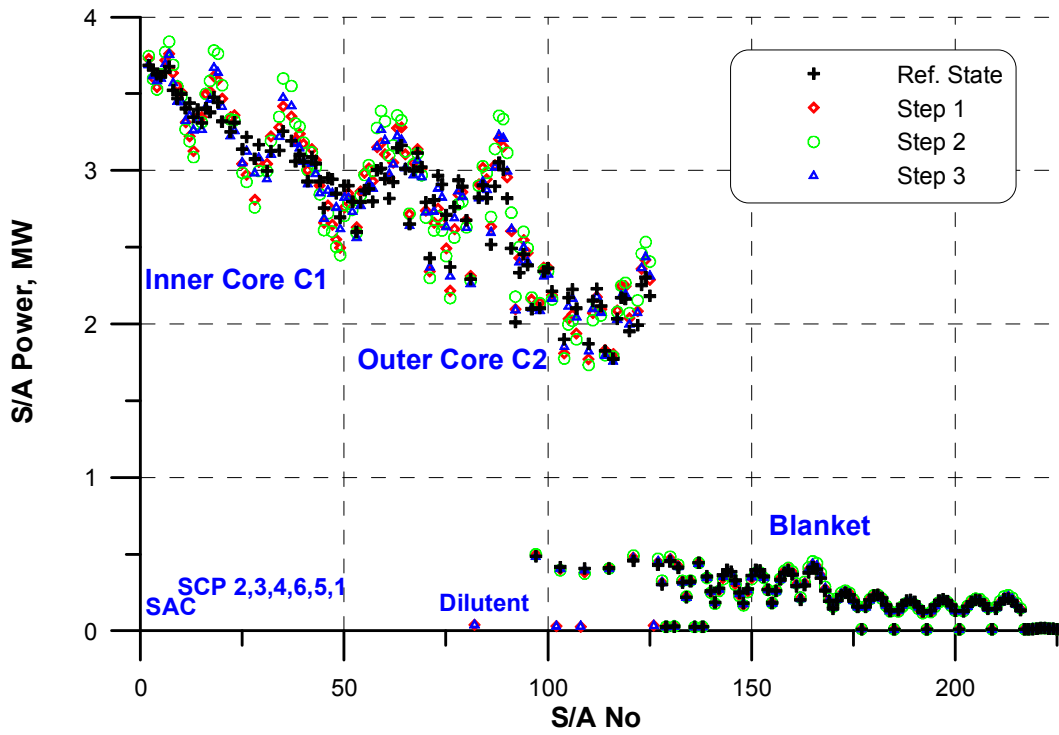 4
3
2
1
0
S/A Power, MW
Ref. State
Step 1
Step 2
Step 3
Inner Core C1
Outer Core C2
Blanket
SCP 2,3,4,6,5,1
SAC
Dilutent
0
50
100
150
200
S/A No